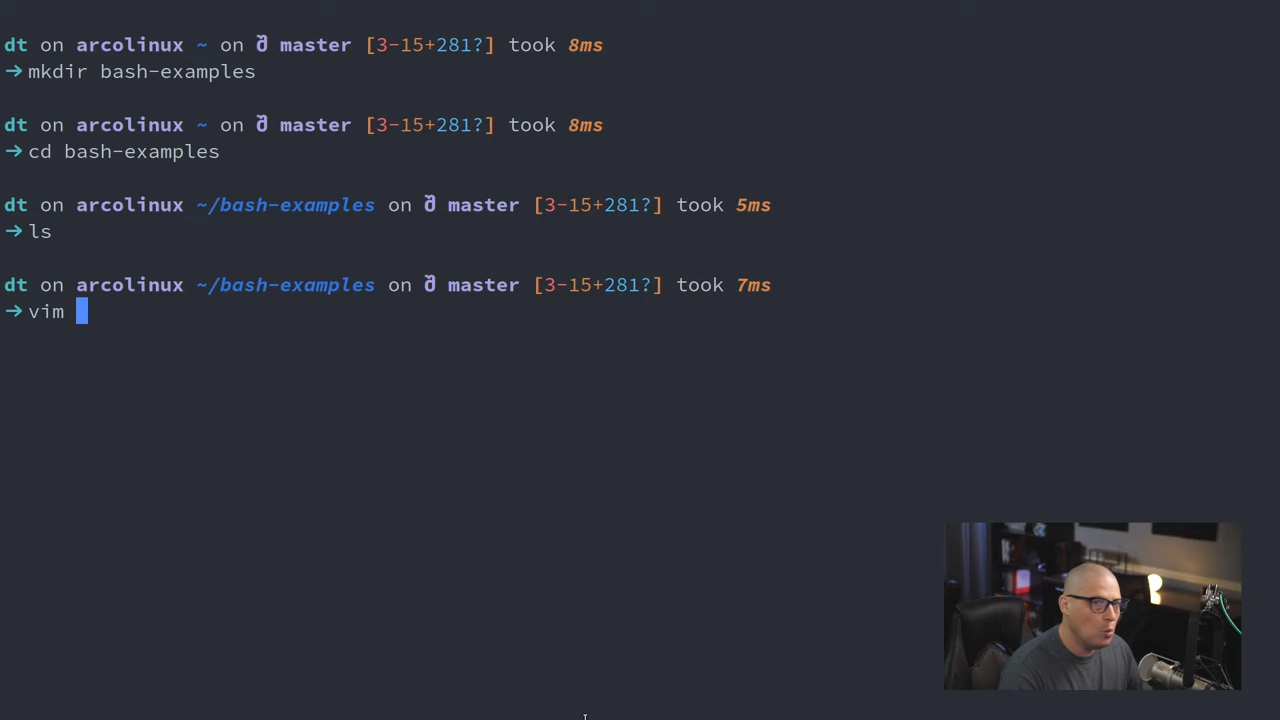 dt on arcolinux ~ on ð master [3-15+281?] took 8ms
→ mkdir bash-examples
dt on arcolinux ~ on ð master [3-15+281?] took 8ms
→ cd bash-examples
dt on arcolinux ~/bash-examples on ð master [3-15+281?] took 5ms
→ ls
dt on arcolinux ~/bash-examples on ð master [3-15+281?] took 7ms
→ vim